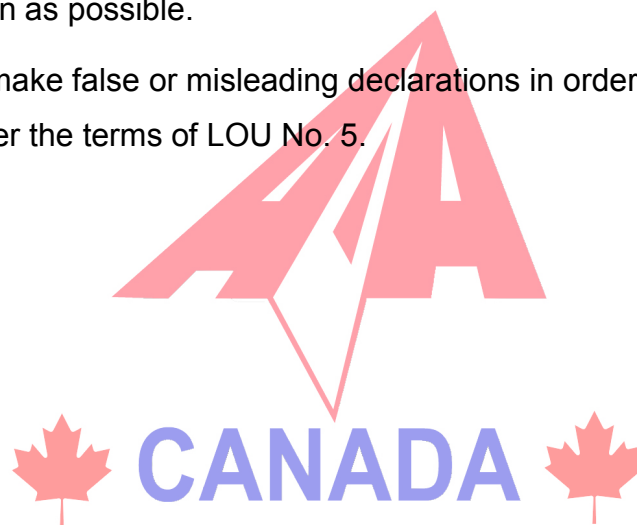 n as possible.
make false or misleading declarations in order
er the terms of LOU No. 5.
CANADA